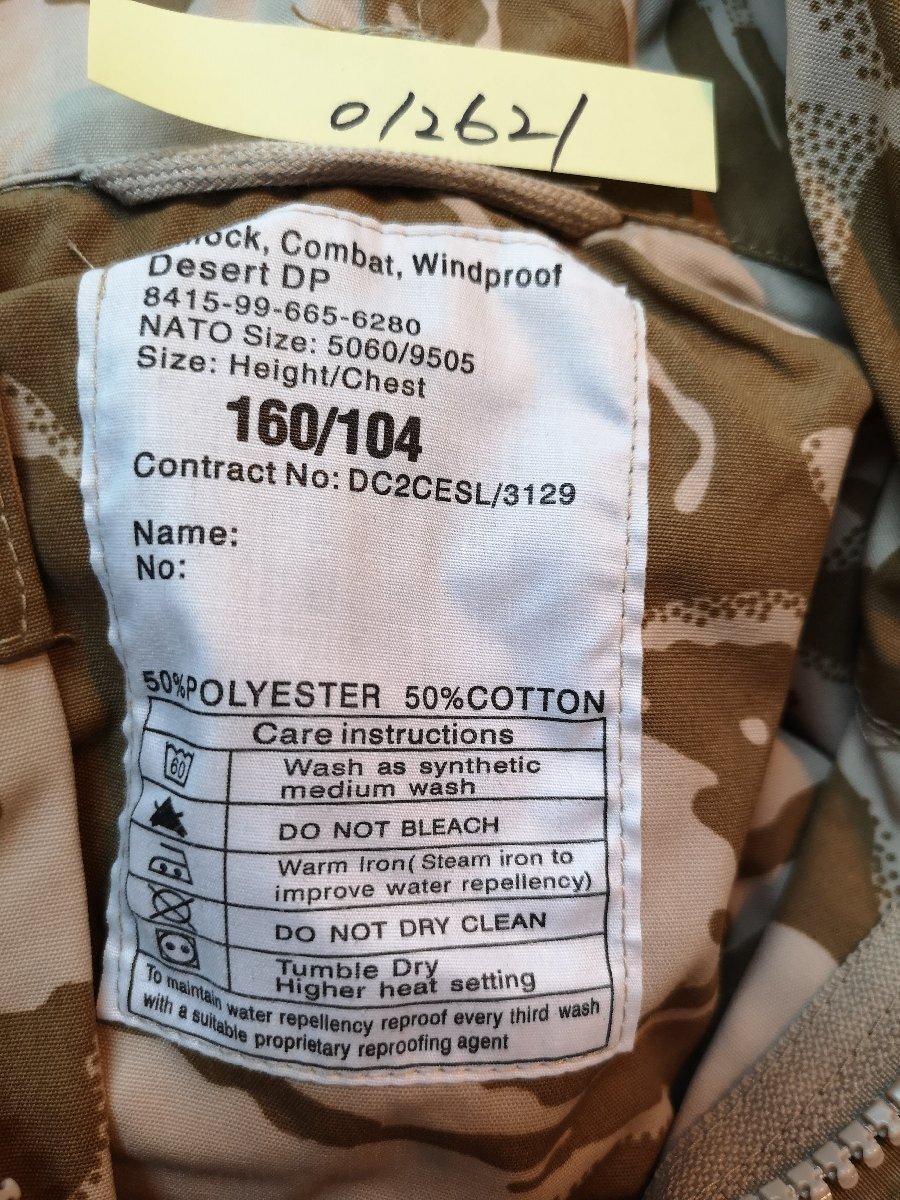 012621
Combat, Windproof
Desert DP
8415-99-665-6280
NATO Size: 5060/9505
Size: Height/Chest
160/104
Contract No: DC2CESL/3129
Name:
No:
50%POLYESTER 50%COTTON
Care instructions
60
Wash as synthetic
medium wash
DO NOT BLEACH
Warm Iron( Steam iron to
improve water repellency)
DO NOT DRY CLEAN
Tumble Dry
Higher heat setting
To maintain water repellency reproof every third wash
with a suitable proprietary reproofing agent